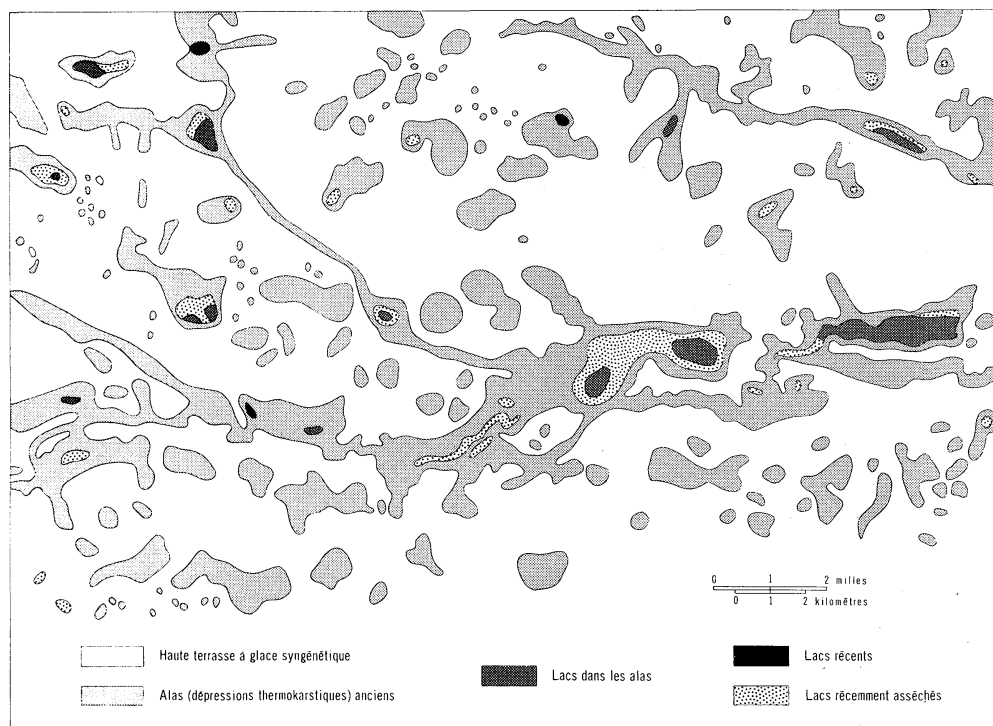 0 1 2 milles
0 1 2 kilomètres
Haute terrasse à glace syngénétique
Alas (dépressions thermokarstiques) anciens
Lacs dans les alas
Lacs récents
Lacs récemment asséchés